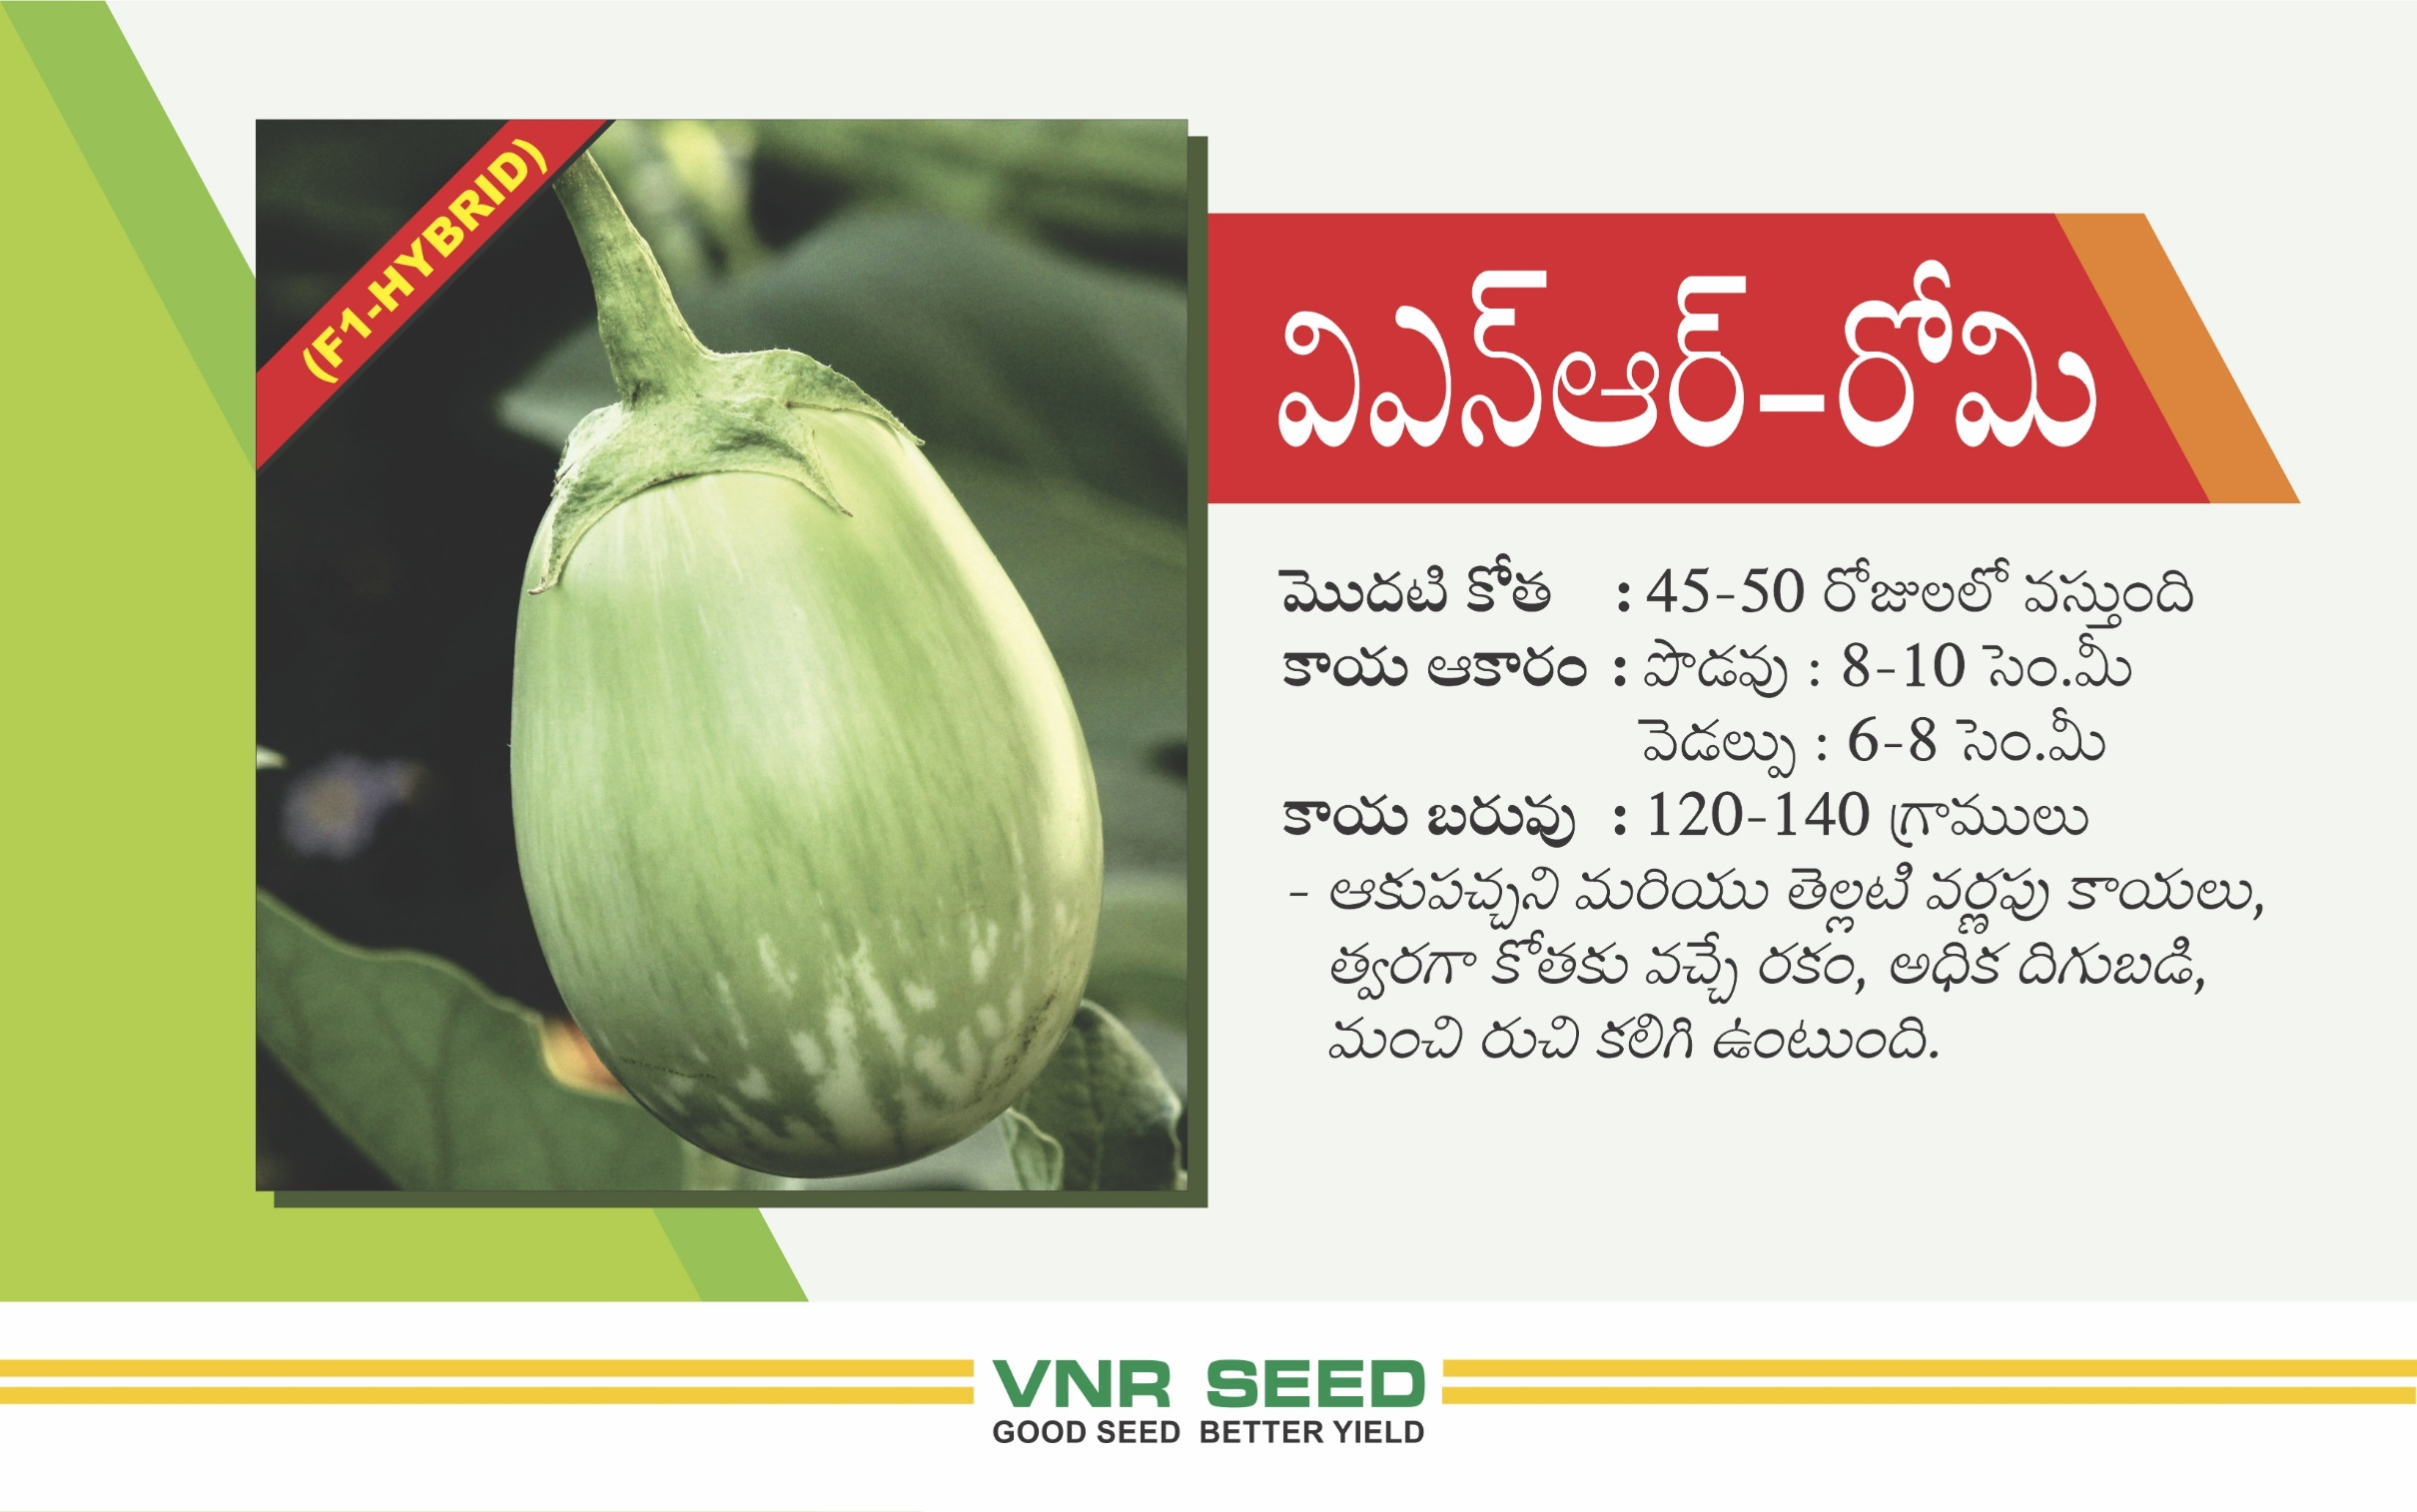 (F1-HYBRID))
విఎన్ఆర్-రోమి
మొదటి కోత : 45-50 రోజులలో వస్తుంది
కాయ ఆకారం : పొడవు : 8-10 సెం.మీ
వెడల్పు : 6-8 సెం.మీ
కాయ బరువు : 120-140 గ్రాములు
- ఆకుపచ్చని మరియు తెల్లటి వర్ణపు కాయలు,
త్వరగా కోతకు వచ్చే రకం, అధిక దిగుబడి,
మంచి రుచి కలిగి ఉంటుంది.
VNR SEED
GOOD SEED BETTER YIELD